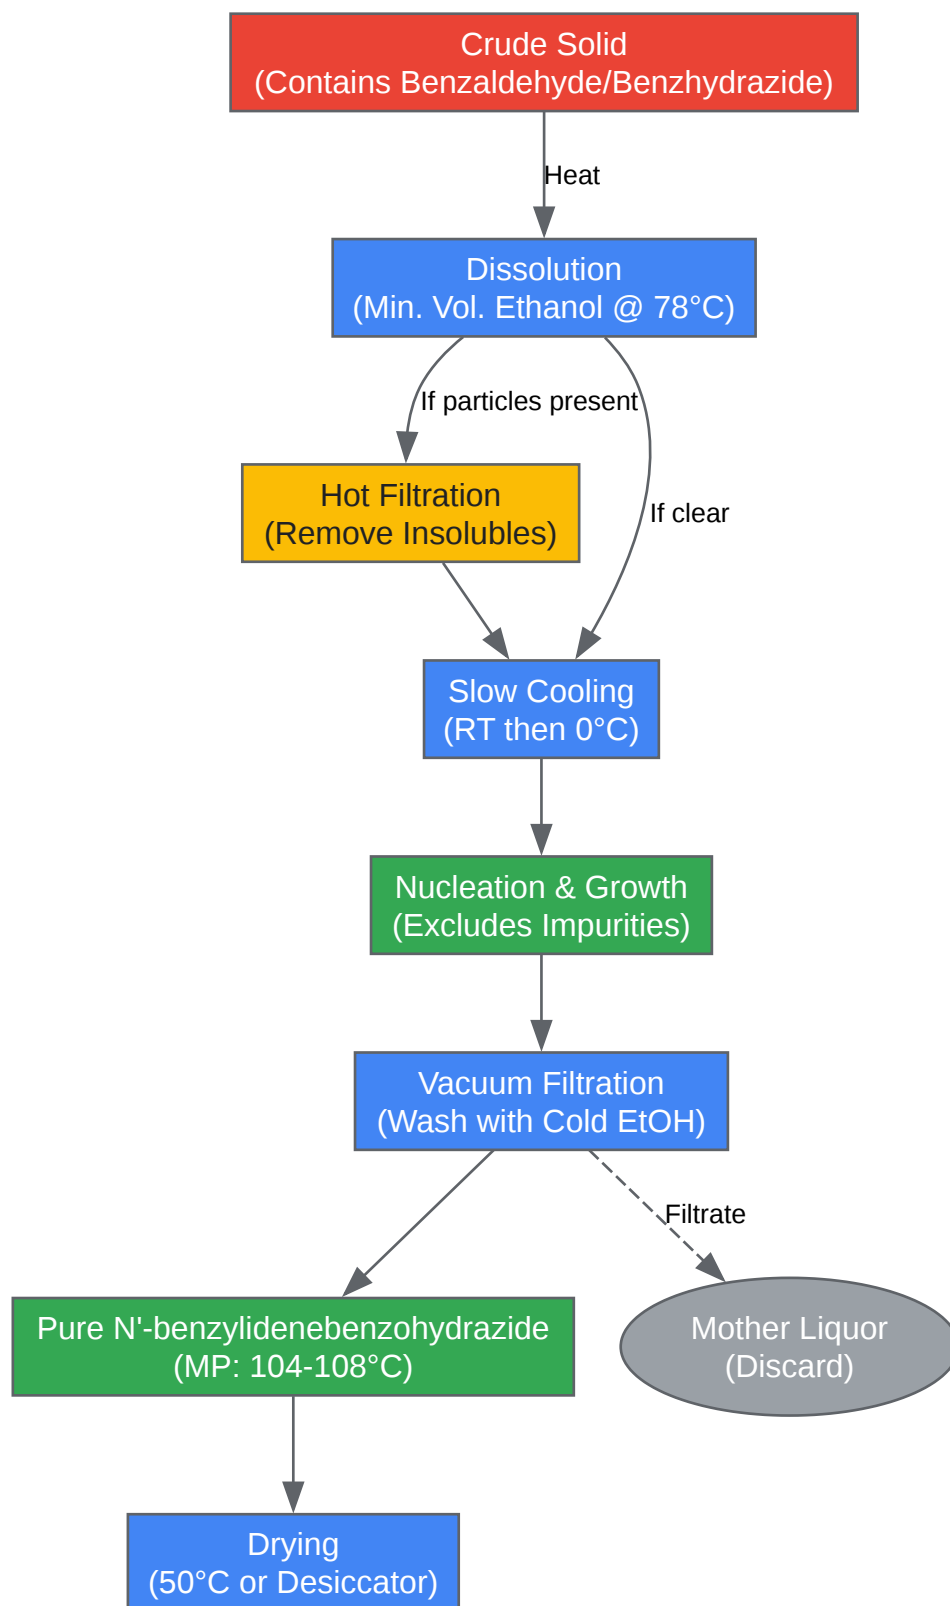 Crude Solid
(Contains Benzaldehyde/Benzhydrazide)
Heat
Dissolution
(Min. Vol. Ethanol @ 78°C)
If particles present
Hot Filtration
(Remove Insolubles)
If clear
Slow Cooling
(RT then 0°C)
Nucleation & Growth
(Excludes Impurities)
Vacuum Filtration
(Wash with Cold EtOH)
Filtrate
Pure N'-benzylidenebenzohydrazide
(MP: 104-108°C)
Mother Liquor
(Discard)
Drying
(50°C or Desiccator)